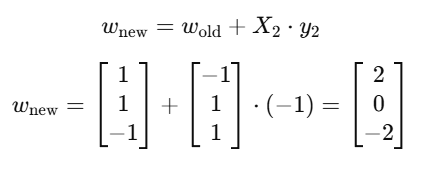 w_new = w_old + X_2 · y_2
w_new = [1 1 −1] + [−1 1 1] · (−1) = [2 0 −2]